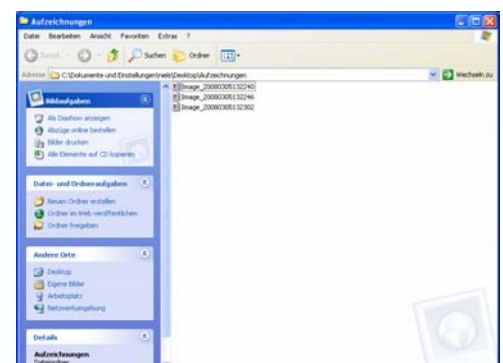 Aufzeichnungen
Datei Bearbeiten Ansicht Favoriten Extras ?
Zurück Suchen Ordner
Adresse C:\Dokumente und Einstellungen\niels\Desktop\Aufzeichnungen Wechseln zu
Bildaufgaben
Als Diashow anzeigen
Abzüge online bestellen
Bilder drucken
Alle Elemente auf CD kopieren
Datei- und Ordneraufgaben
Neuen Ordner erstellen
Ordner im Web veröffentlichen
Ordner freigeben
Andere Orte
Desktop
Eigene Bilder
Arbeitsplatz
Netzwerkumgebung
Details
Aufzeichnungen
Dateiordner
Image_20080305132240
Image_20080305132246
Image_20080305132302